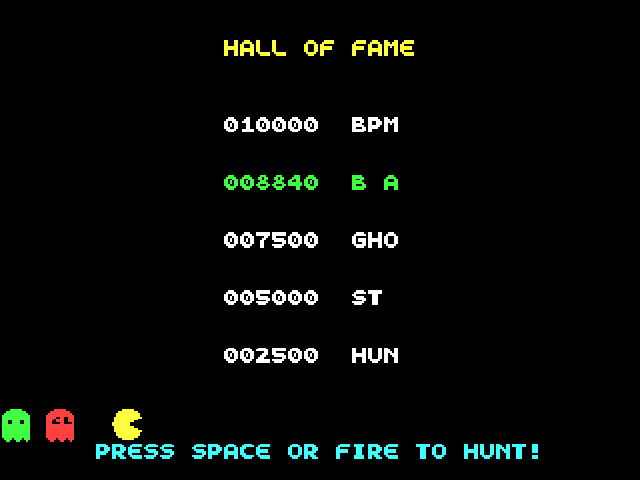 HALL OF FAME
010000 BPM
008840 B A
007500 GHO
005000 ST
002500 HUN
PRESS SPACE OR FIRE TO HUNT!